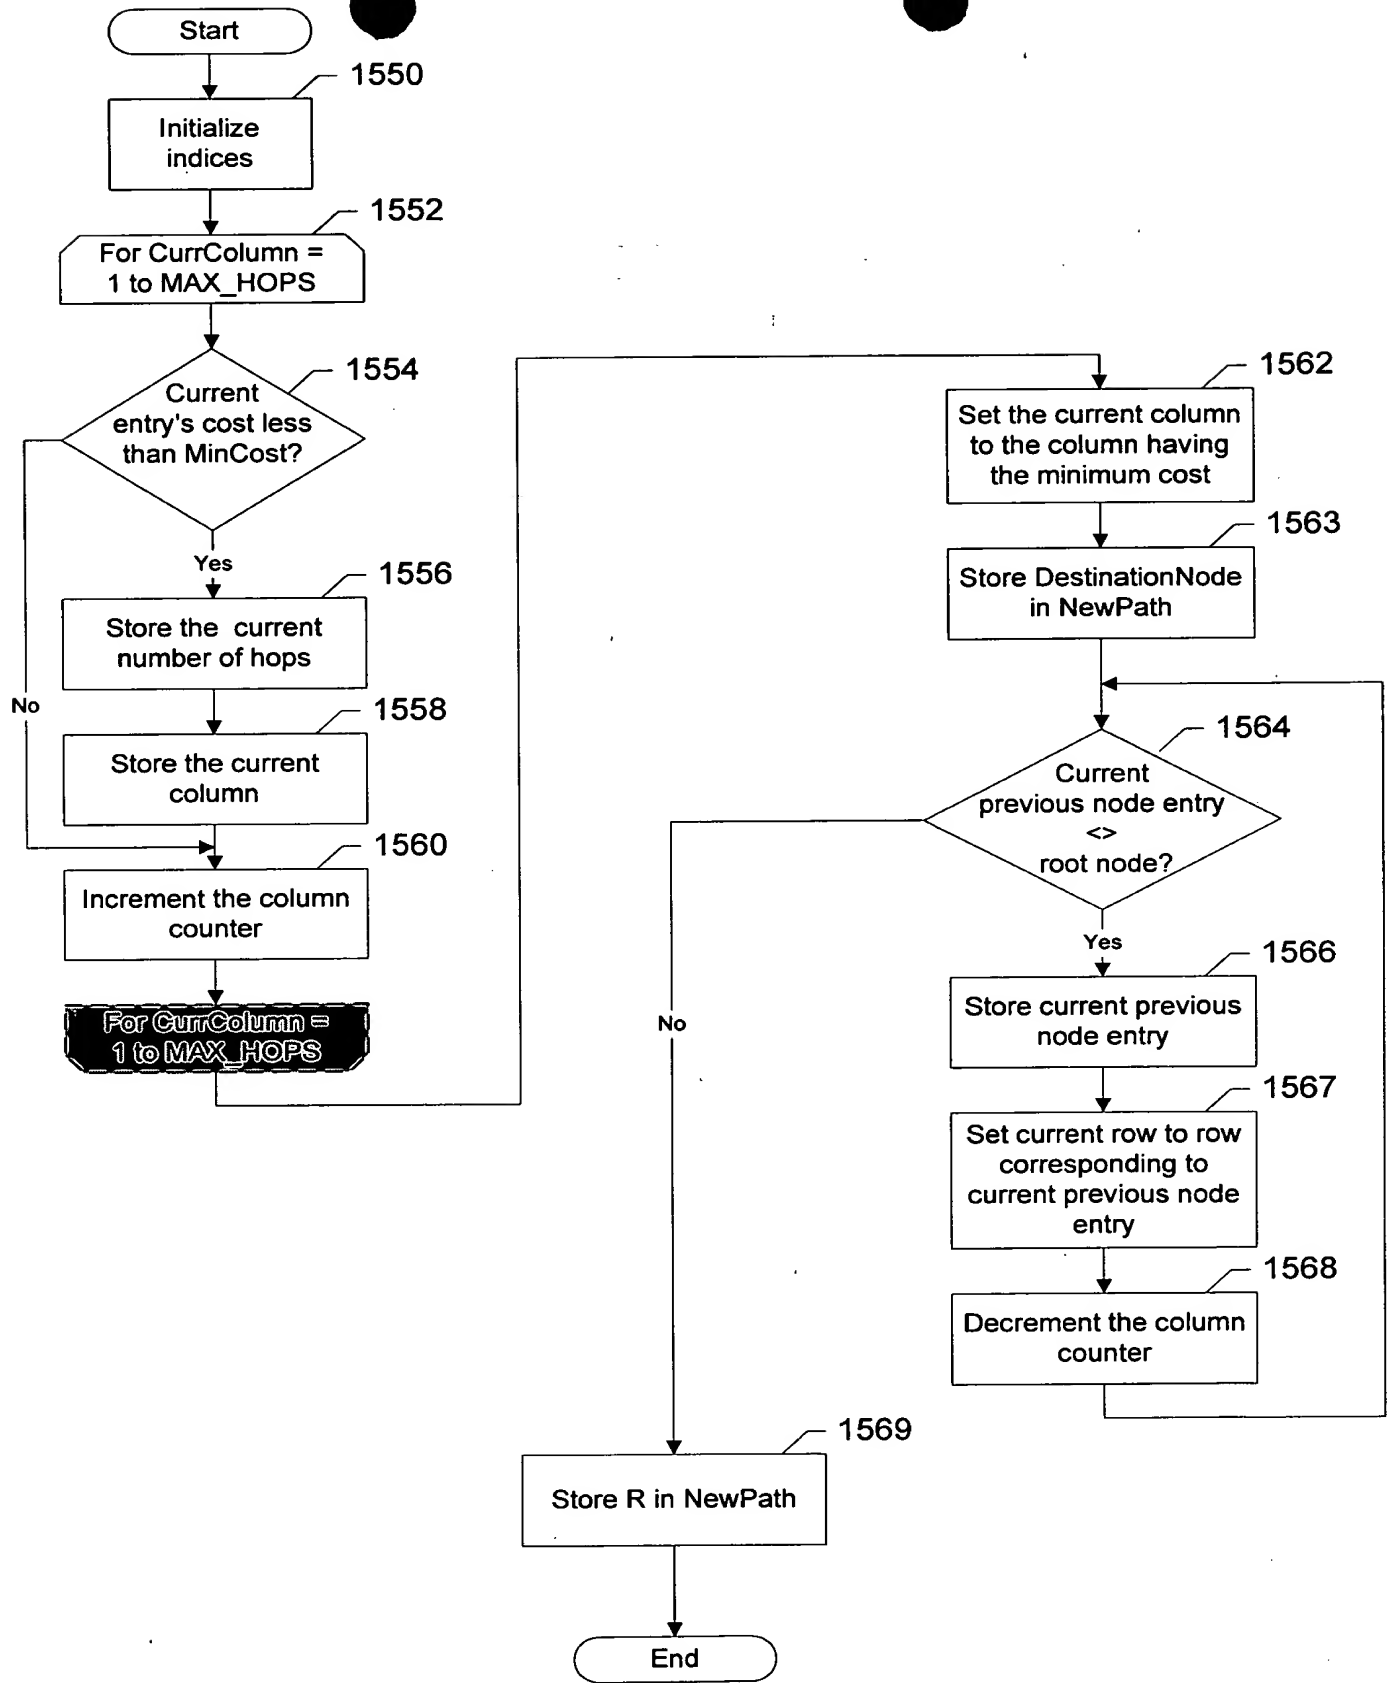 Start
1550
Initialize
indices
1552
For CurrColumn =
1 to MAX_HOPS
1554
Current
entry's cost less
than MinCost?
Yes
No
1556
Store the current
number of hops
1558
Store the current
column
1560
Increment the column
counter
For CurrColumn =
1 to MAX_HOPS
1562
Set the current column
to the column having
the minimum cost
1563
Store DestinationNode
in NewPath
1564
Current
previous node entry
<>
root node?
Yes
No
1566
Store current previous
node entry
1567
Set current row to row
corresponding to
current previous node
entry
1568
Decrement the column
counter
1569
Store R in NewPath
End